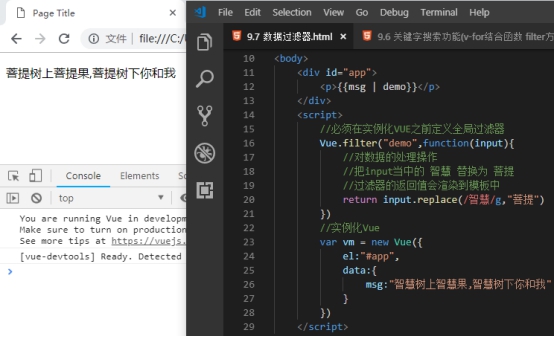 Page Title
文件
file:///C:/
菩提树上菩提果,菩提树下你和我
Console
Elements
top
You are running Vue in developm
Make sure to turn on production
See more tips at https://vuejs.
[vue-devtools] Ready. Detected
File Edit Selection View Go Debug Terminal Help
9.7 数据过滤器.html
9.6 关键字搜索功能(v-for结合函数 filter方
10 <body>
11 <div id="app">
12 <p>{{msg | demo}}</p>
13 </div>
14 <script>
15 //必须在实例化VUE之前定义全局过滤器
16 Vue.filter("demo",function(input){
17 //对数据的处理操作
18 //把input当中的 智慧 替换为 菩提
19 //过滤器的返回值会渲染到模板中
20 return input.replace(/智慧/g,"菩提")
21 })
22 //实例化Vue
23 var vm = new Vue({
24 el:"#app",
25 data:{
26 msg:"智慧树上智慧果,智慧树下你和我"
27 }
28 })
29 </script>